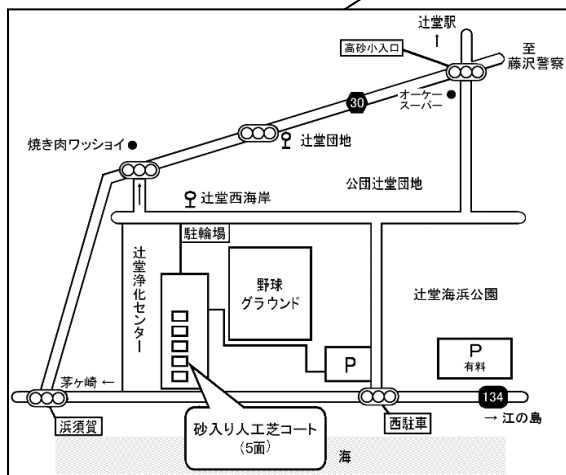 辻堂駅
↑
高砂小入口
至
藤沢警察
オーケー
スーパー
30
焼き肉ワッショイ
辻堂団地
公団辻堂団地
辻堂西海岸
駐輪場
辻堂浄化センター
野球
グラウンド
辻堂海浜公園
P
P
有料
茅ヶ崎 ←
134
浜須賀
西駐車
→ 江の島
砂入り人工芝コート
(5面)
海